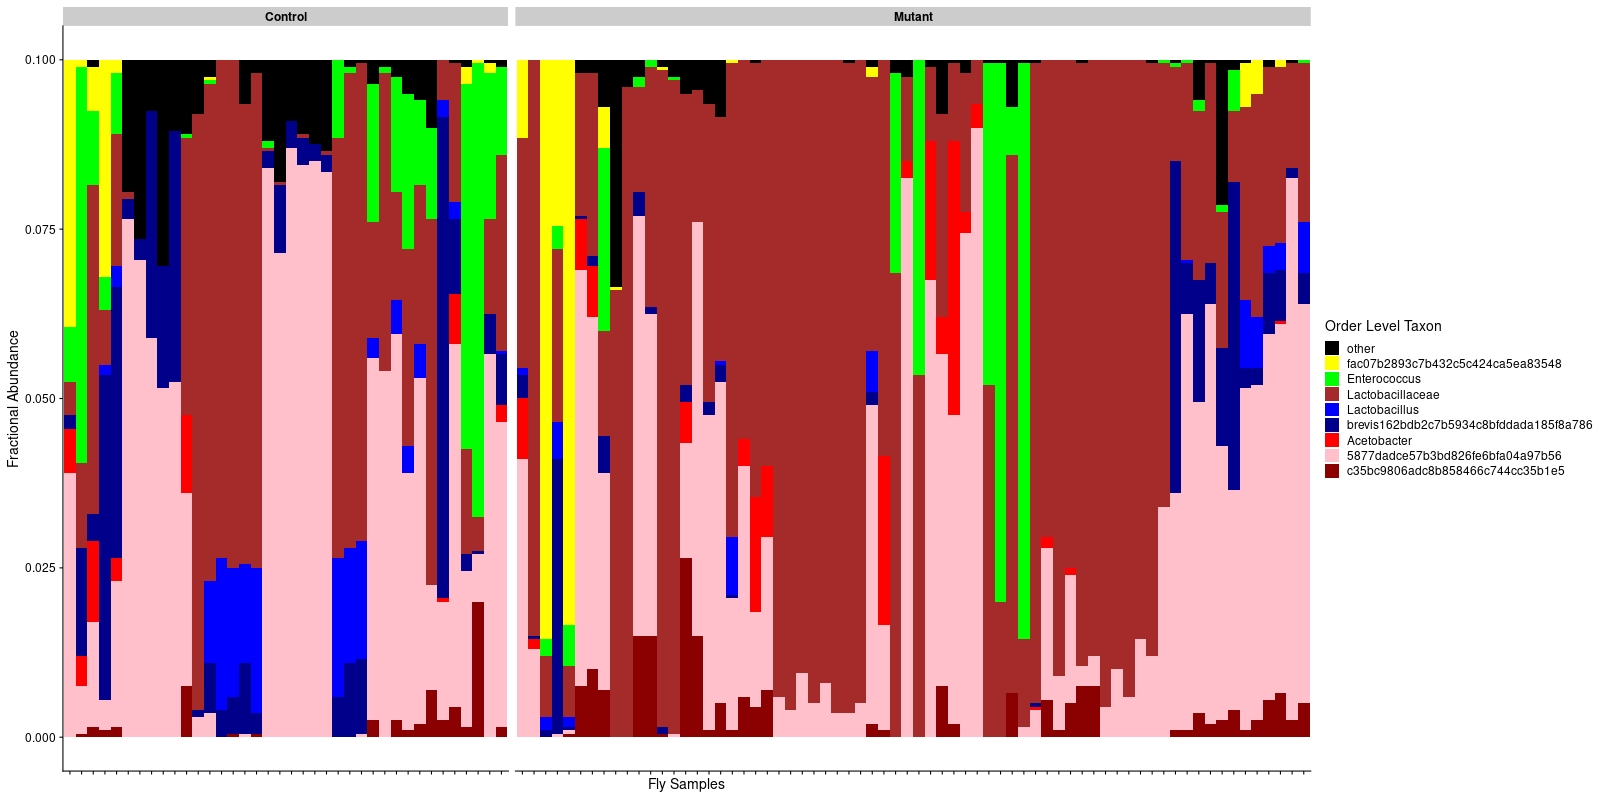 Control
Mutant
0.100
0.075
0.050
0.025
0.000
Fractional Abundance
Fly Samples
Order Level Taxon
other
fac07b2893c7b432c5c424ca5ea83548
Enterococcus
Lactobacillaceae
Lactobacillus
brevis162bdb2c7b5934c8bfddada185f8a786
Acetobacter
5877dadce57b3bd826fe6bfa04a97b56
c35bc9806adc8b858466c744cc35b1e5